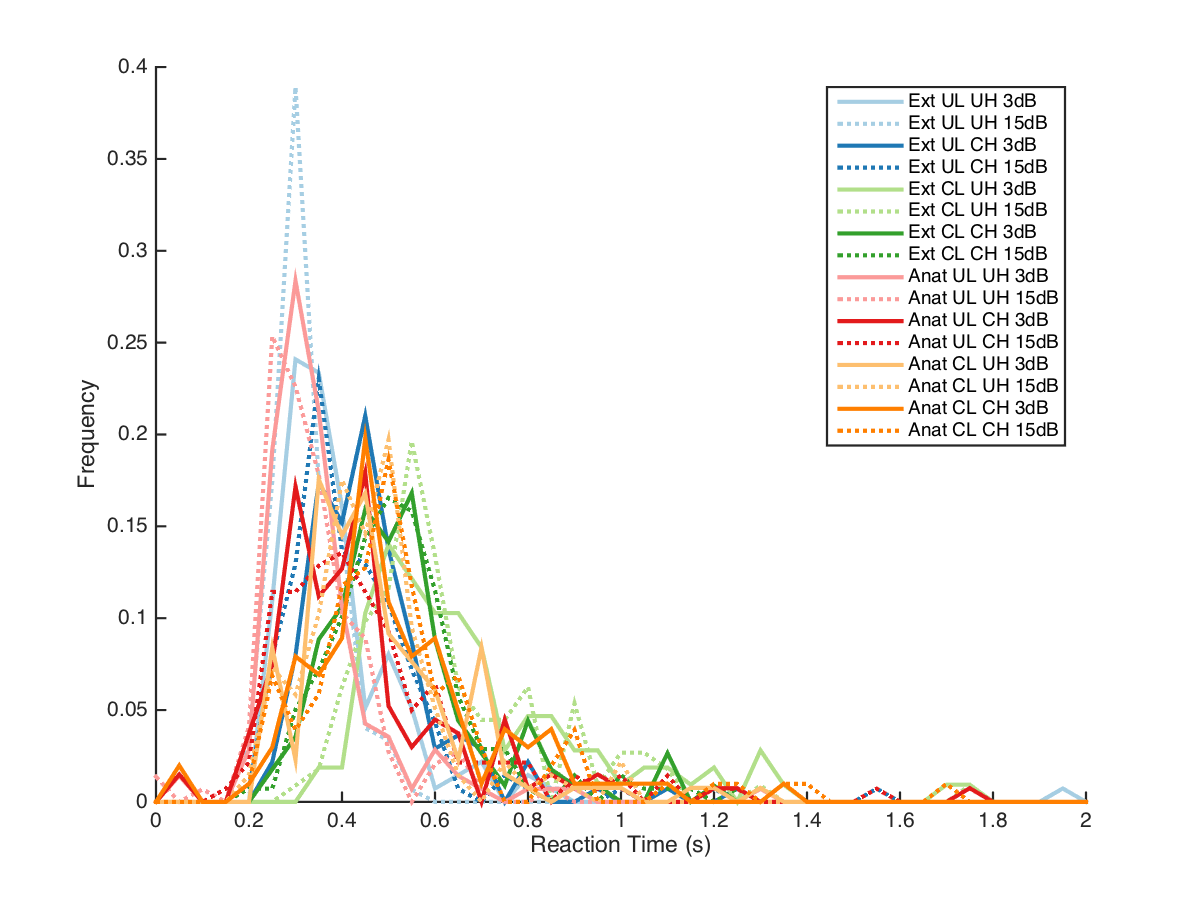 0.4
0.35
0.3
0.25
0.2
0.15
0.1
0.05
0
Frequency
0 0.2 0.4 0.6 0.8 1 1.2 1.4 1.6 1.8 2
Reaction Time (s)
Ext UL UH 3dB
Ext UL UH 15dB
Ext UL CH 3dB
Ext UL CH 15dB
Ext CL UH 3dB
Ext CL UH 15dB
Ext CL CH 3dB
Ext CL CH 15dB
Anat UL UH 3dB
Anat UL UH 15dB
Anat UL CH 3dB
Anat UL CH 15dB
Anat CL UH 3dB
Anat CL UH 15dB
Anat CL CH 3dB
Anat CL CH 15dB